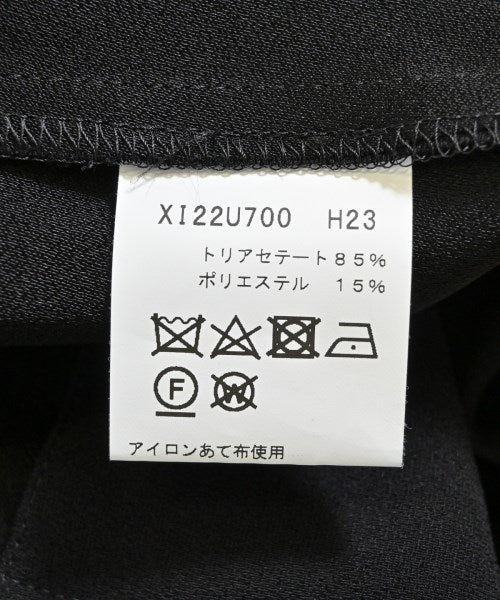 XI22U700 H23
トリアセテート85%
ポリエステル 15%
F W
アイロンあて布使用